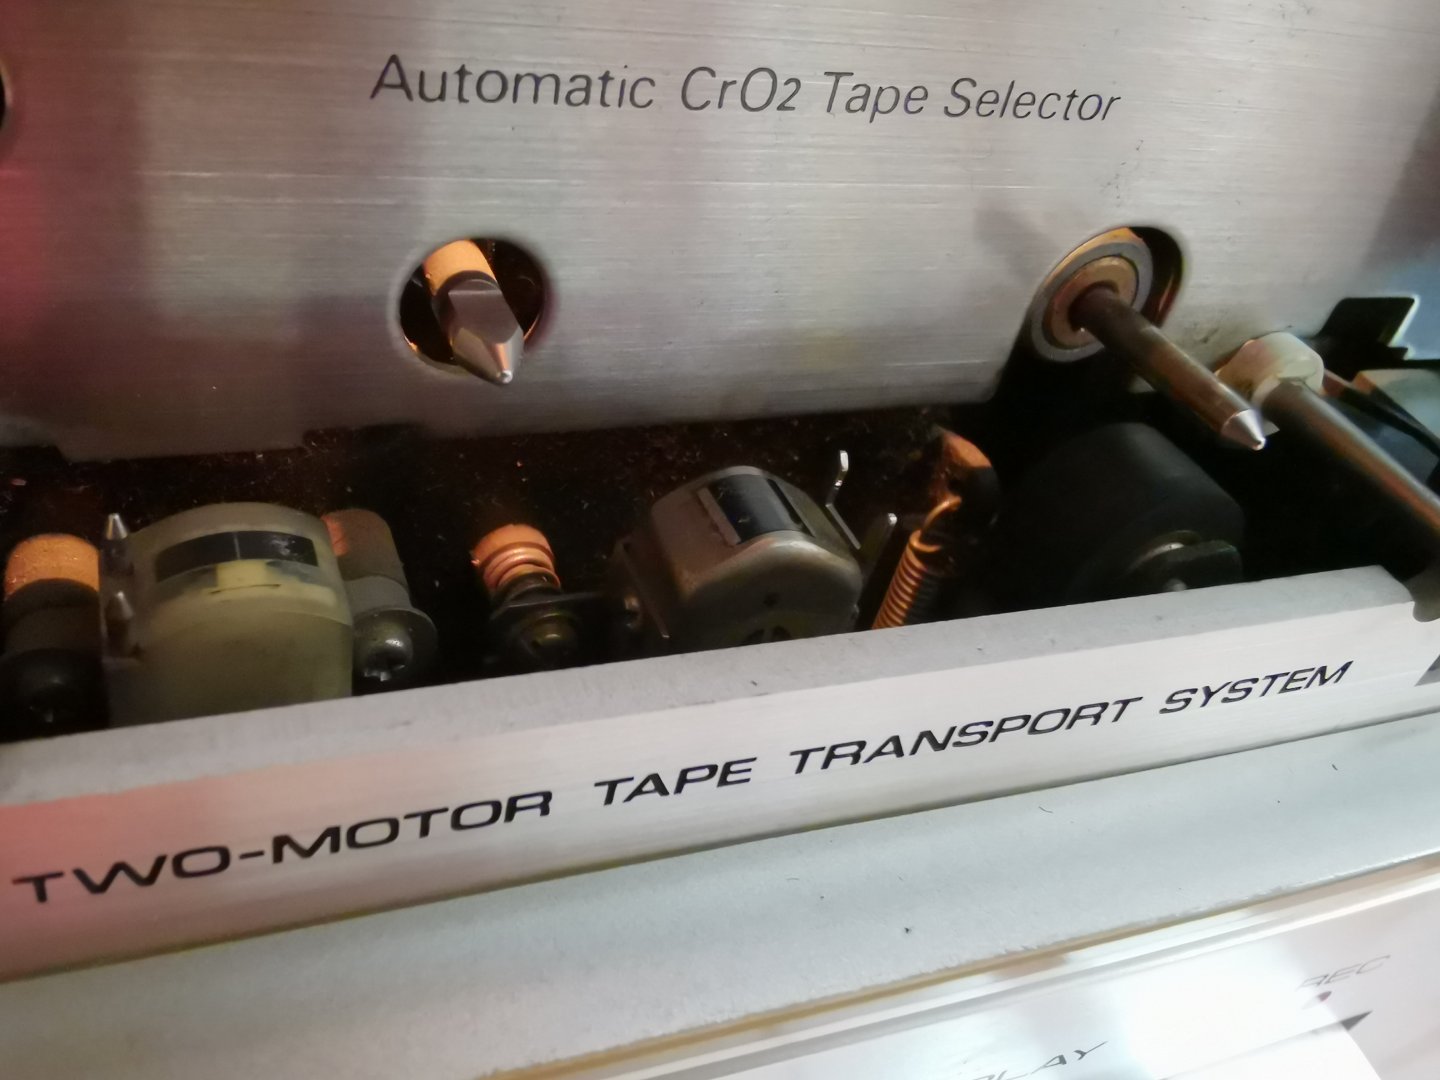 Automatic CrO2 Tape Selector
TWO-MOTOR TAPE TRANSPORT SYSTEM
REC